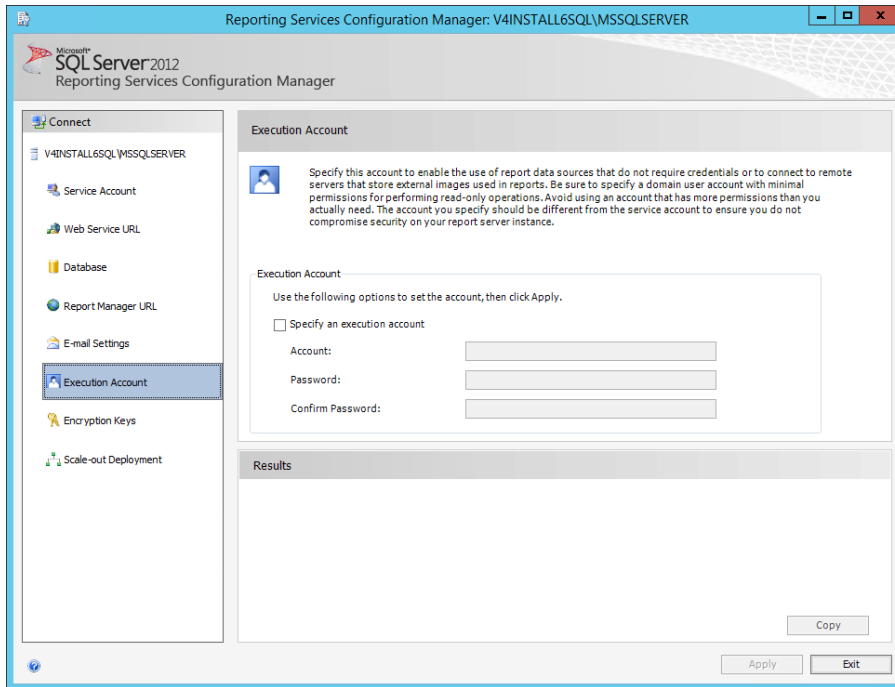 Reporting Services Configuration Manager: V4INSTALL6SQL\MSSQLSERVER
Microsoft®
SQL Server 2012
Reporting Services Configuration Manager
Connect
V4INSTALL6SQL\MSSQLSERVER
Service Account
Web Service URL
Database
Report Manager URL
E-mail Settings
Execution Account
Encryption Keys
Scale-out Deployment
Execution Account
Specify this account to enable the use of report data sources that do not require credentials or to connect to remote
servers that store external images used in reports. Be sure to specify a domain user account with minimal
permissions for performing read-only operations. Avoid using an account that has more permissions than you
actually need. The account you specify should be different from the service account to ensure you do not
compromise security on your report server instance.
Execution Account
Use the following options to set the account, then click Apply.
Specify an execution account
Account:
Password:
Confirm Password:
Results
Copy
Apply
Exit